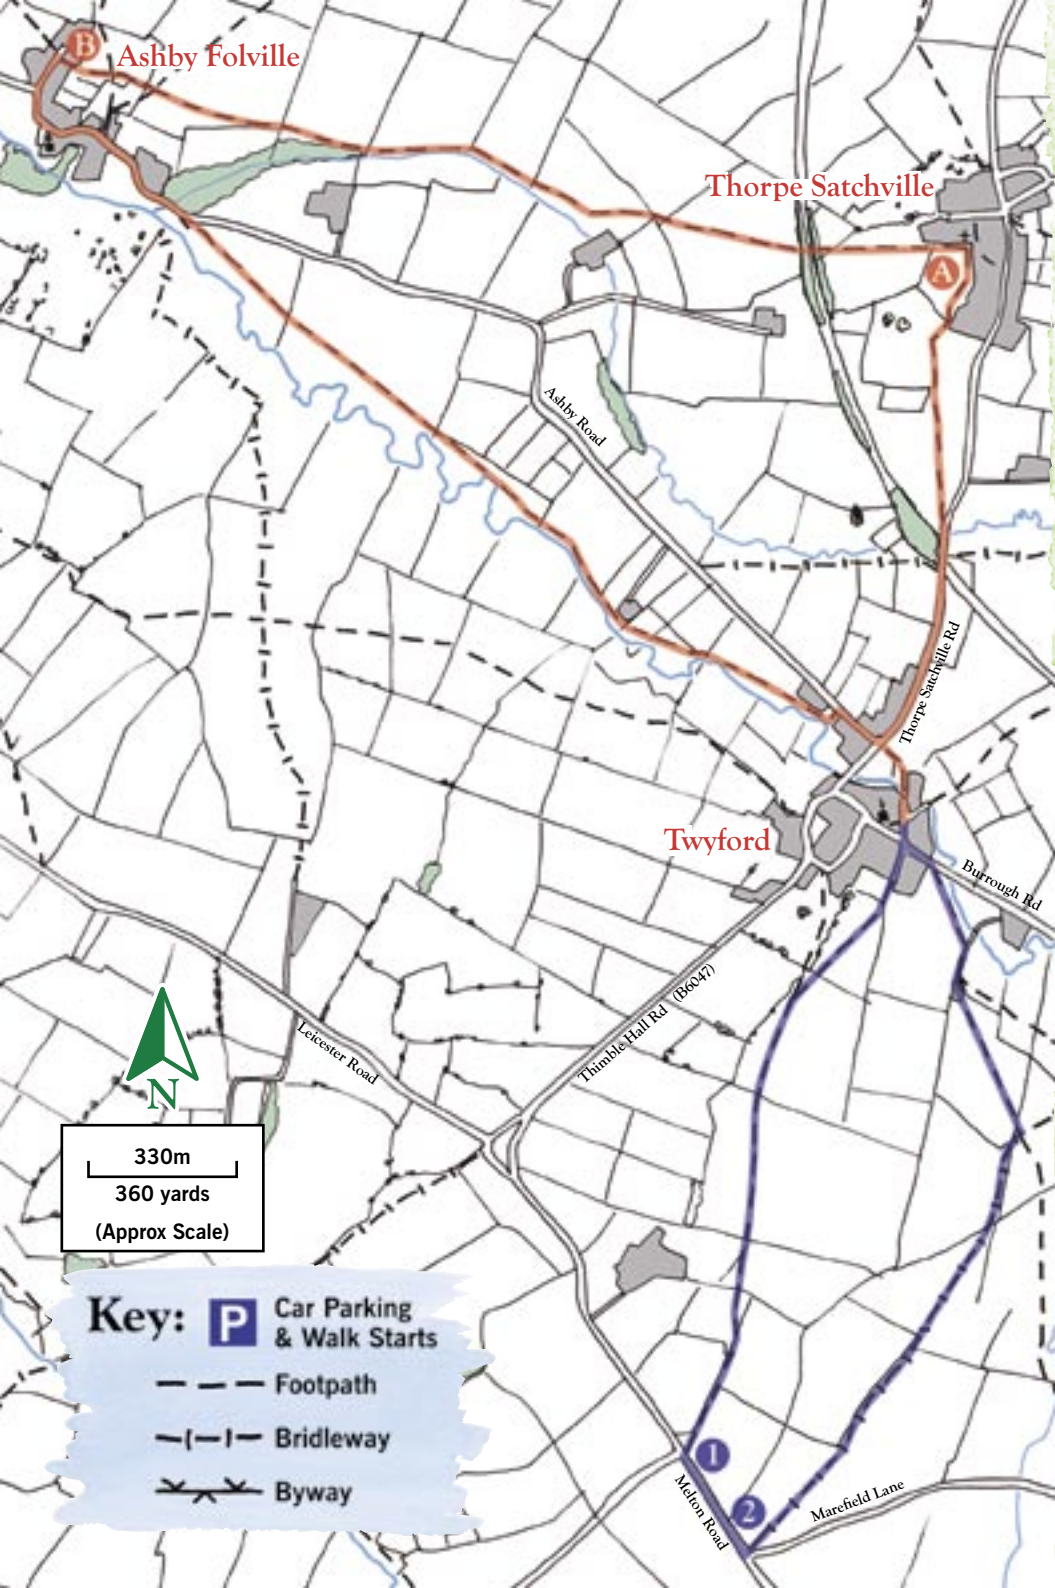 B
Ashby Folville
Thorpe Satchville
A
Ashby Road
Thorpe Satchville Rd
Twyford
Burrough Rd
Thimble Hall Rd (B6047)
Leicester Road
N
330m
360 yards
(Approx Scale)
Key:
P
Car Parking
& Walk Starts
Footpath
Bridleway
Byway
1
2
Melton Road
Marefield Lane